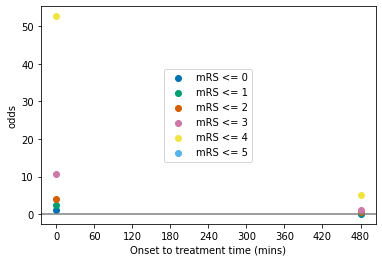 50
40
30
20
10
0
odds
mRS <= 0
mRS <= 1
mRS <= 2
mRS <= 3
mRS <= 4
mRS <= 5
0 60 120 180 240 300 360 420 480
Onset to treatment time (mins)